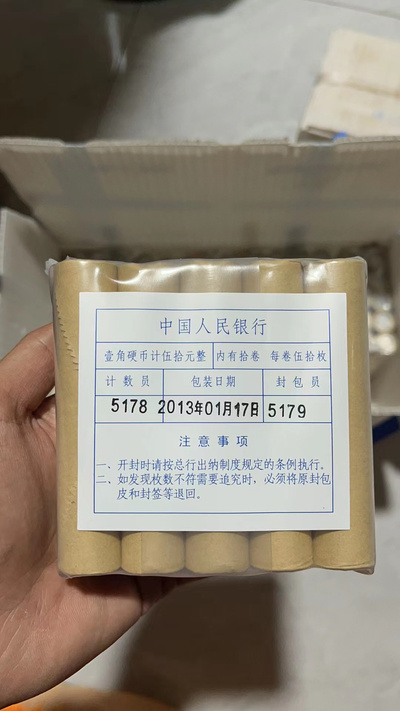 中国人民银行
壹角硬币计伍拾元整 内有拾卷 每卷伍拾枚
计数员 包装日期 封包员
5178 2013年01月17日 5179
注意事项
一、开封时请按总行出纳制度规定的条例执行。
二、如发现枚数不符需要追究时，必须将原封包
皮和封签等退回。